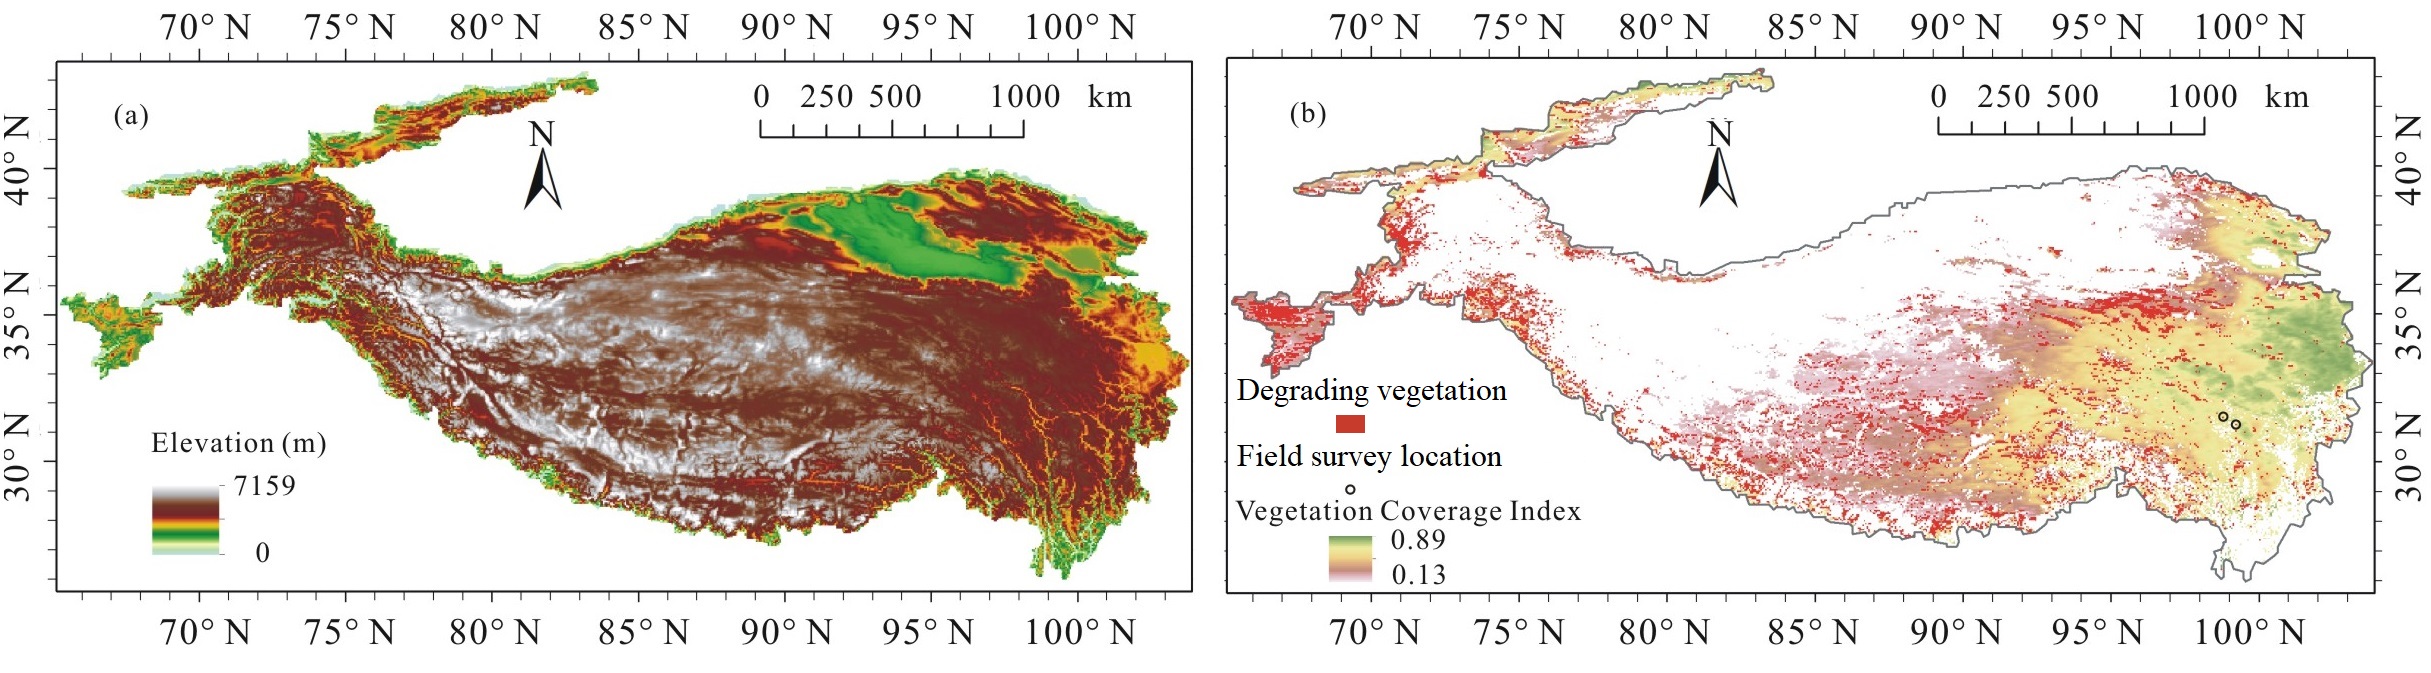 70° N 75° N 80° N 85° N 90° N 95° N 100° N
(a)
0 250 500 1000 km
N
40° N
35° N
30° N
Elevation (m)
7159
0
70° N 75° N 80° N 85° N 90° N 95° N 100° N
70° N 75° N 80° N 85° N 90° N 95° N 100° N
(b)
0 250 500 1000 km
N
40° N
35° N
30° N
Degrading vegetation
Field survey location
Vegetation Coverage Index
0.89
0.13
70° N 75° N 80° N 85° N 90° N 95° N 100° N